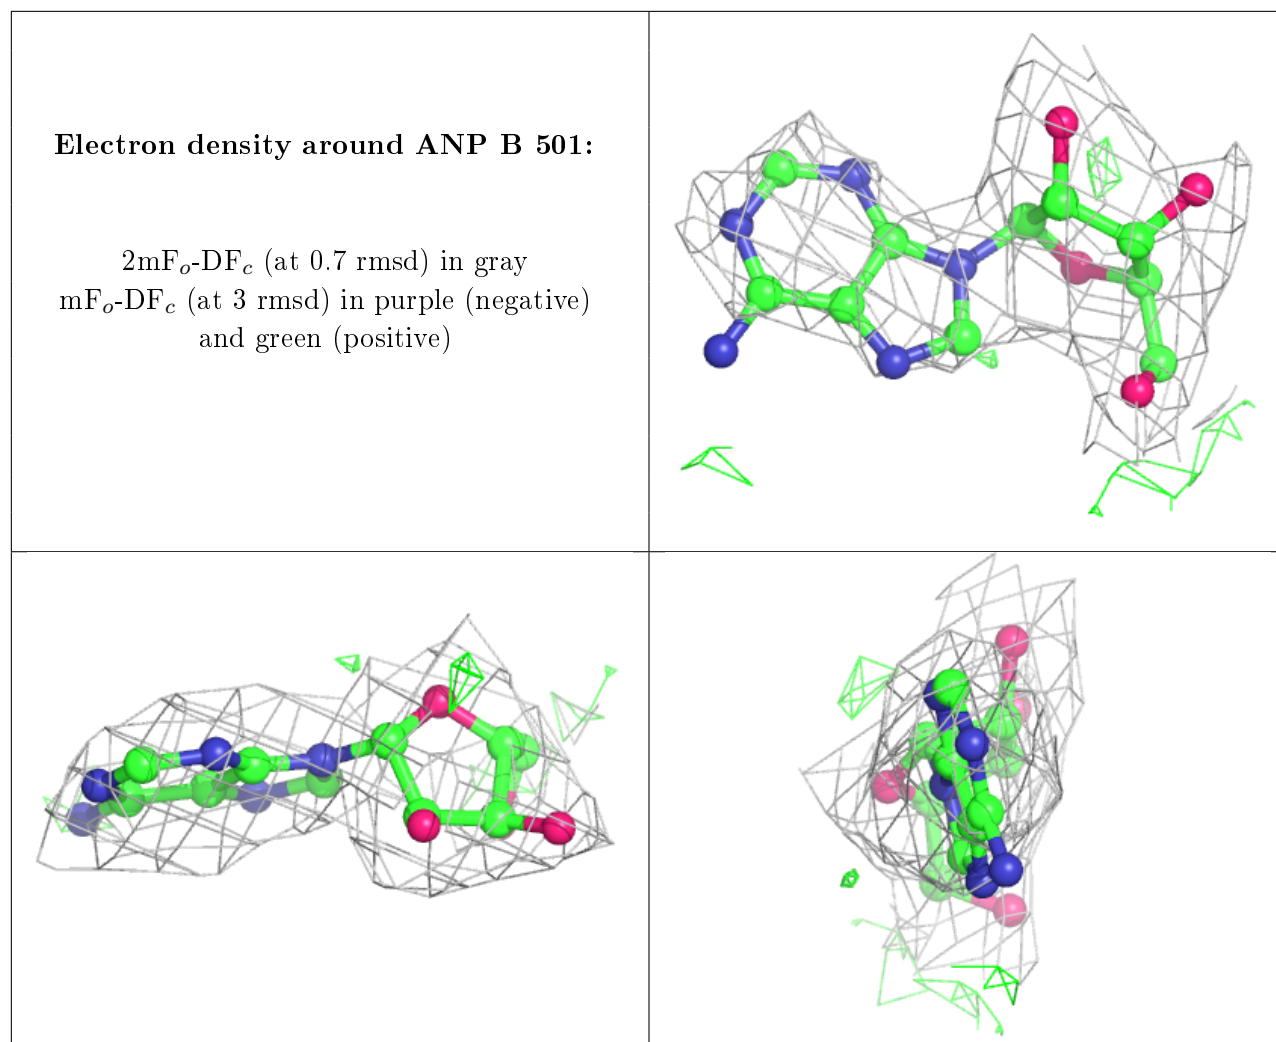 Electron density around ANP B 501:
2mFₒ-DF𝒸 (at 0.7 rmsd) in gray
mFₒ-DF𝒸 (at 3 rmsd) in purple (negative)
and green (positive)